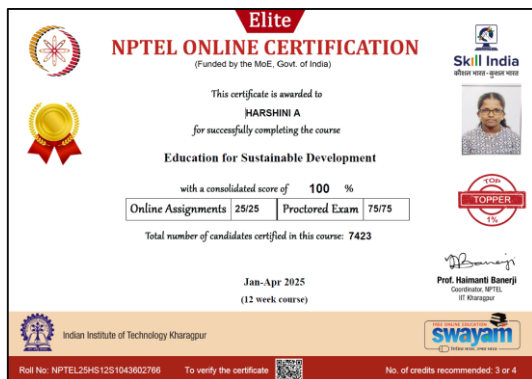 Elite
NPTEL ONLINE CERTIFICATION
(Funded by the MoE, Govt. of India)
Skill India
कौशल भारत - कुशल भारत
This certificate is awarded to
HARSHINI A
for successfully completing the course
Education for Sustainable Development
with a consolidated score of 100 %
Online Assignments 25/25 Proctored Exam 75/75
TOP
TOPPER
1%
Total number of candidates certified in this course: 7423
Jan-Apr 2025
(12 week course)
Prof. Haimanti Banerji
Coordinator, NPTEL
IIT Kharagpur
Indian Institute of Technology Kharagpur
FREE ONLINE EDUCATION
swayam
Roll No: NPTEL25HS12S1043602766 To verify the certificate No. of credits recommended: 3 or 4